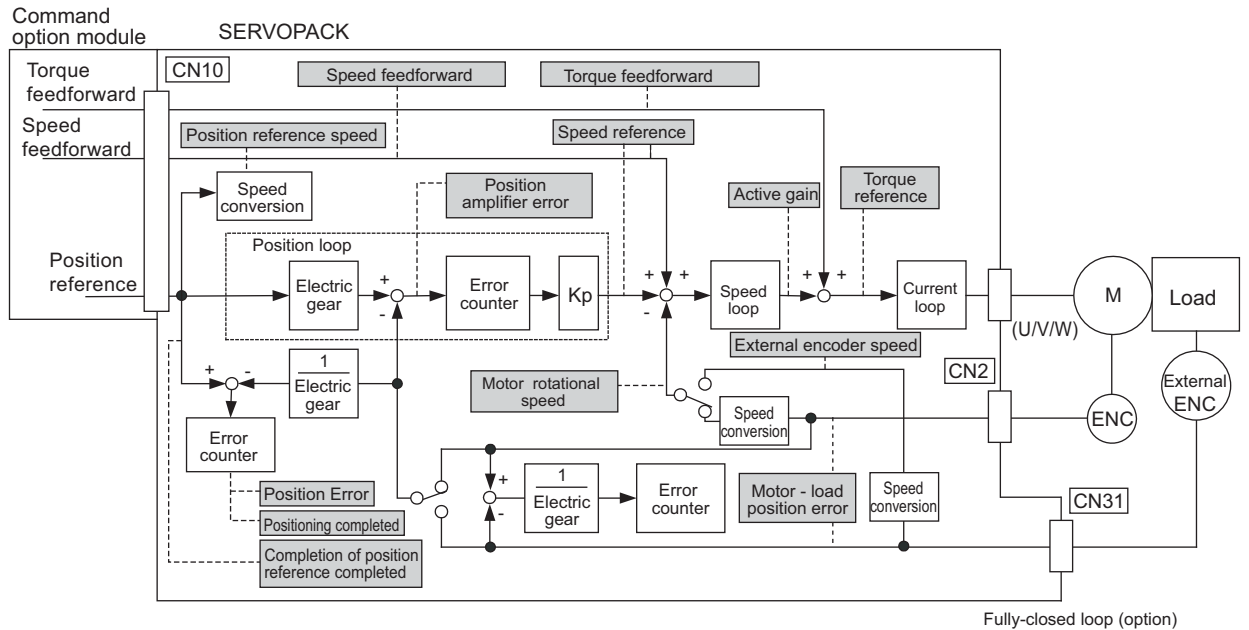 Command
option module
SERVOPACK
CN10
Torque
feedforward
Speed feedforward
Torque feedforward
Speed
feedforward
Position reference speed
Speed reference
Speed
conversion
Position
amplifier error
Active gain
Torque
reference
Position loop
Position
reference
Electric
gear
+
-
Error
counter
Kp
+
+
-
Speed
loop
+
+
Current
loop
M
Load
(U/V/W)
External encoder speed
CN2
+
-
1
Electric
gear
Motor rotational
speed
External
ENC
Speed
conversion
ENC
Error
counter
+
-
1
Electric
gear
Error
counter
Motor - load
position error
Speed
conversion
CN31
Position Error
Positioning completed
Completion of position
reference completed
Fully-closed loop (option)